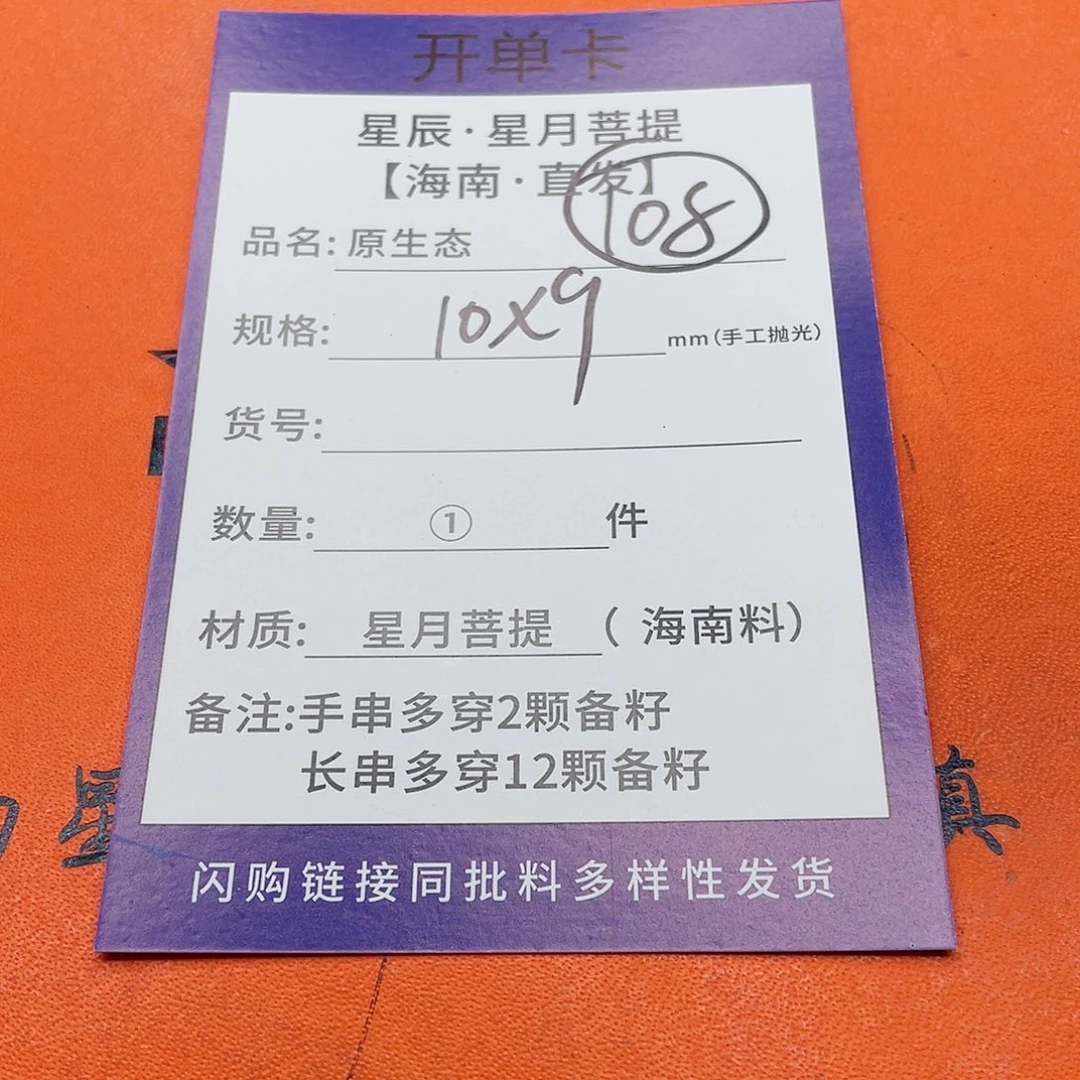 开单卡
星辰·星月菩提
【海南·直发】
108
品名: 原生态
规格: 10X9 mm(手工抛光)
货号:
数量: ① 件
材质: 星月菩提 (海南料)
备注:手串多穿2颗备籽
长串多穿12颗备籽
星
真
闪购链接同批料多样性发货